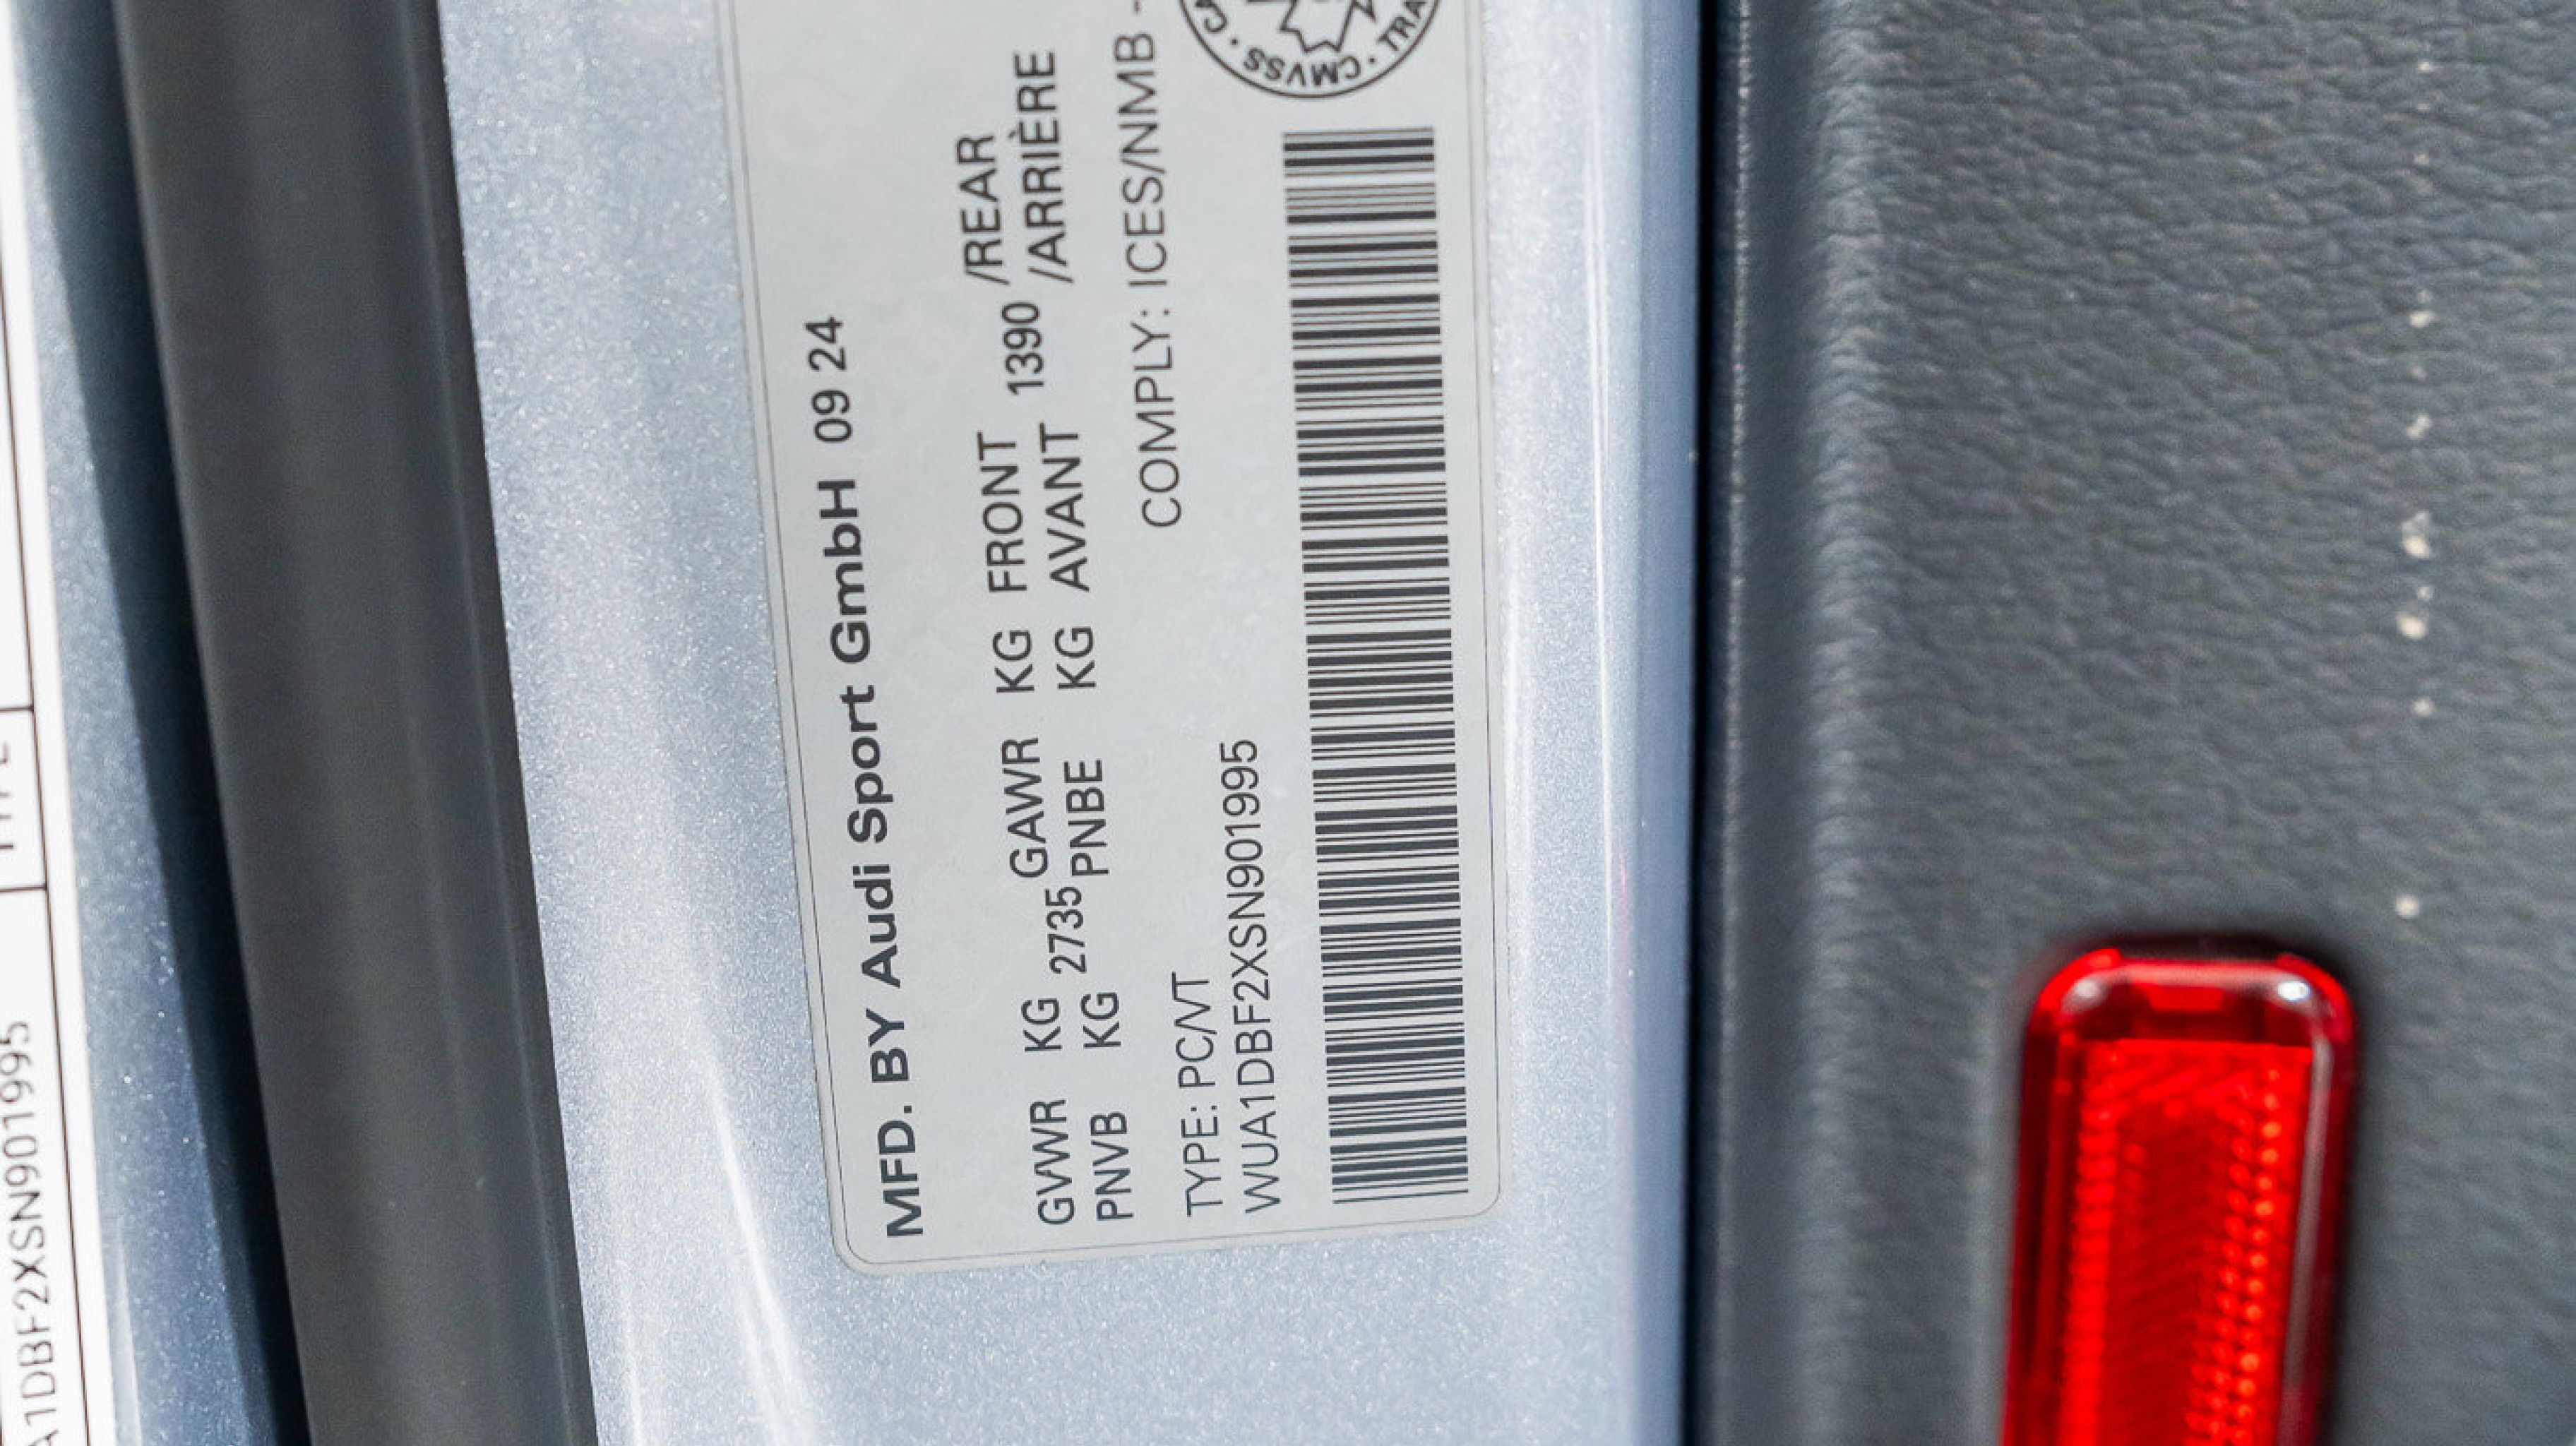 MFD. BY Audi Sport GmbH 09 24
GVWR KG 2735 GAWR KG FRONT 1390 /REAR
PNVB KG PNBE KG AVANT /ARRIÈRE
TYPE: PC/VT COMPLY: ICES/NMB -
WUA1DBF2XSN901995
CMVSS
A1DBF2XSN901995